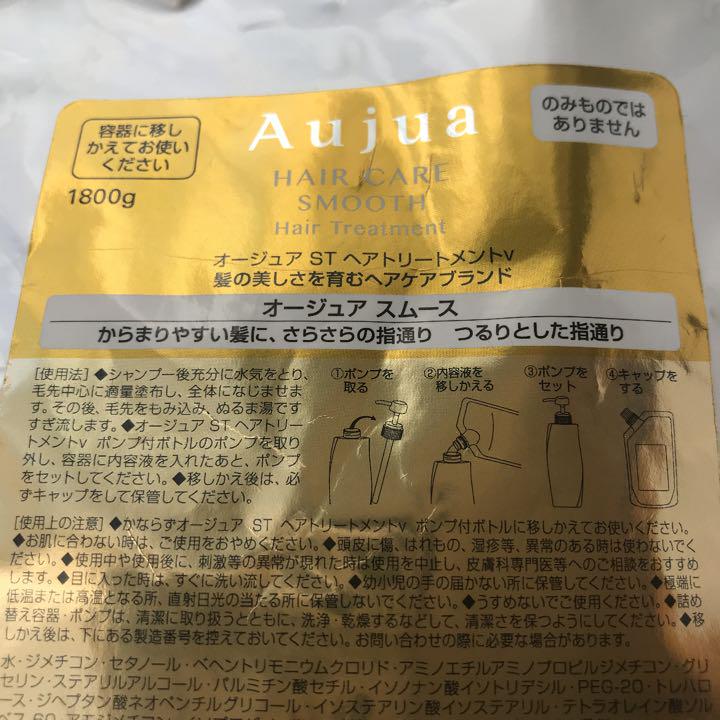 容器に移し
かえてお使い
ください
Aujua
のみものでは
ありません
1800g
HAIR CARE
SMOOTH
Hair Treatment
オージュア ST ヘアトリートメントv
髪の美しさを育むヘアケアブランド
オージュア スムース
からまりやすい髪に、さらさらの指通り つるりとした指通り
[使用法]◆シャンプー後充分に水気をとり、
毛先中心に適量塗布し、全体になじませま
す。その後、毛先をもみ込み、ぬるま湯です
すぎ流します。◆オージュア ST ヘアトリー
トメントv ポンプ付ボトルのポンプを取り
外し、容器に内容液を入れたあと、ポンプ
をセットしてください。◆移しかえ後は、必
ずキャップをして保管してください。
①ポンプを
取る
②内容液を
移しかえる
③ポンプを
セット
④キャップを
する
[使用上の注意]◆かならずオージュア ST ヘアトリートメントv ポンプ付ボトルに移しかえてお使いください。
◆お肌に合わない時は、ご使用をおやめください。◆頭皮に傷、はれもの、湿疹等、異常のある時は使わないでく
ださい。◆使用中や使用後に、刺激等の異常が現れた時は使用を中止し、皮膚科専門医等へのご相談をおすすめ
します。◆目に入った時は、すぐに洗い流してください。◆幼小児の手の届かない所に保管してください。◆極端に
低温または高温となる所、直射日光の当たる所に保管しないでください。◆うすめないでご使用ください。◆詰め
替え容器・ポンプは、清潔に取り扱うとともに、洗浄・乾燥するなどして、清潔さを保つようにしてください。◆移
しかえ後は、下にある製造番号を控えておいてください。お問い合わせの際に必要な場合があります。
水・ジメチコン・セタノール・ベヘントリモニウムクロリド・アミノエチルアミノプロピルジメチコン・グリ
セリン・ステアリルアルコール・パルミチン酸セチル・イソノナン酸イソトリデシル・PEG-20・トレハロ
ース・ジヘプタン酸ネオペンチルグリコール・イソステアリン酸イソステアリル・テトラオレイン酸ソル